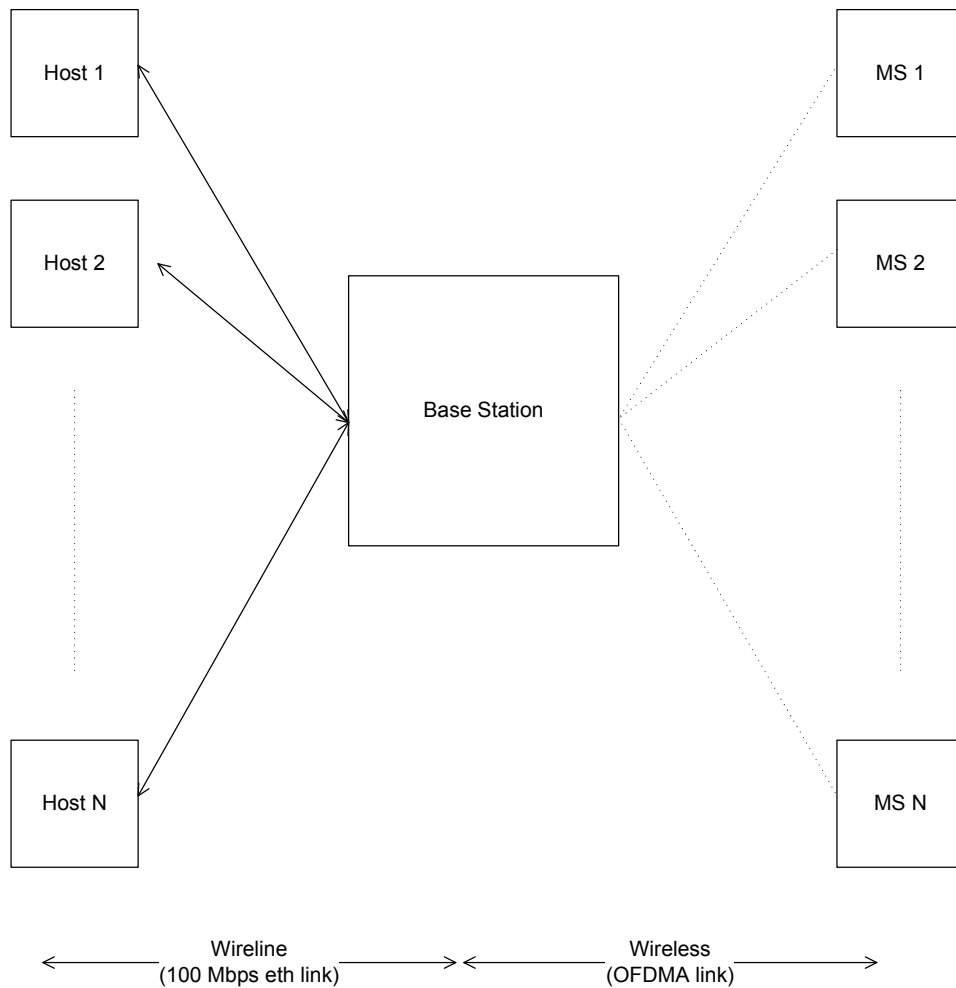 Host 1
MS 1
Host 2
MS 2
Base Station
Host N
MS N
Wireline
(100 Mbps eth link)
Wireless
(OFDMA link)